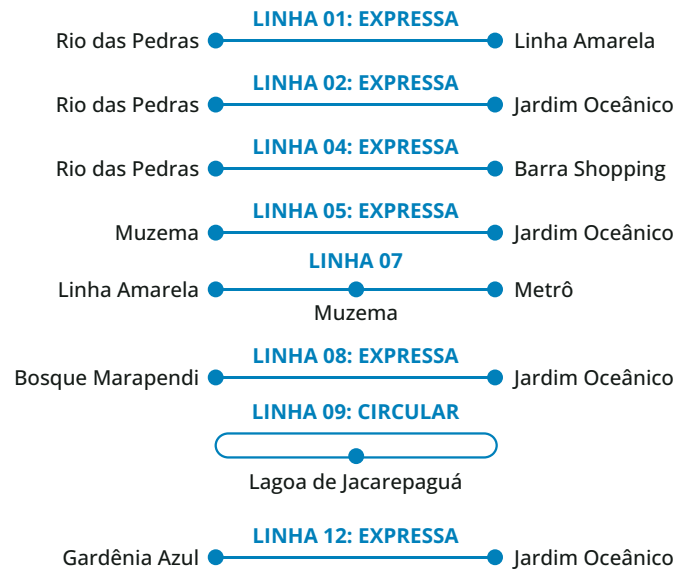 LINHA 01: EXPRESSA
Rio das Pedras Linha Amarela
LINHA 02: EXPRESSA
Rio das Pedras Jardim Oceânico
LINHA 04: EXPRESSA
Rio das Pedras Barra Shopping
LINHA 05: EXPRESSA
Muzema Jardim Oceânico
LINHA 07
Linha Amarela Metrô
Muzema
LINHA 08: EXPRESSA
Bosque Marapendi Jardim Oceânico
LINHA 09: CIRCULAR
Lagoa de Jacarepaguá
LINHA 12: EXPRESSA
Gardênia Azul Jardim Oceânico